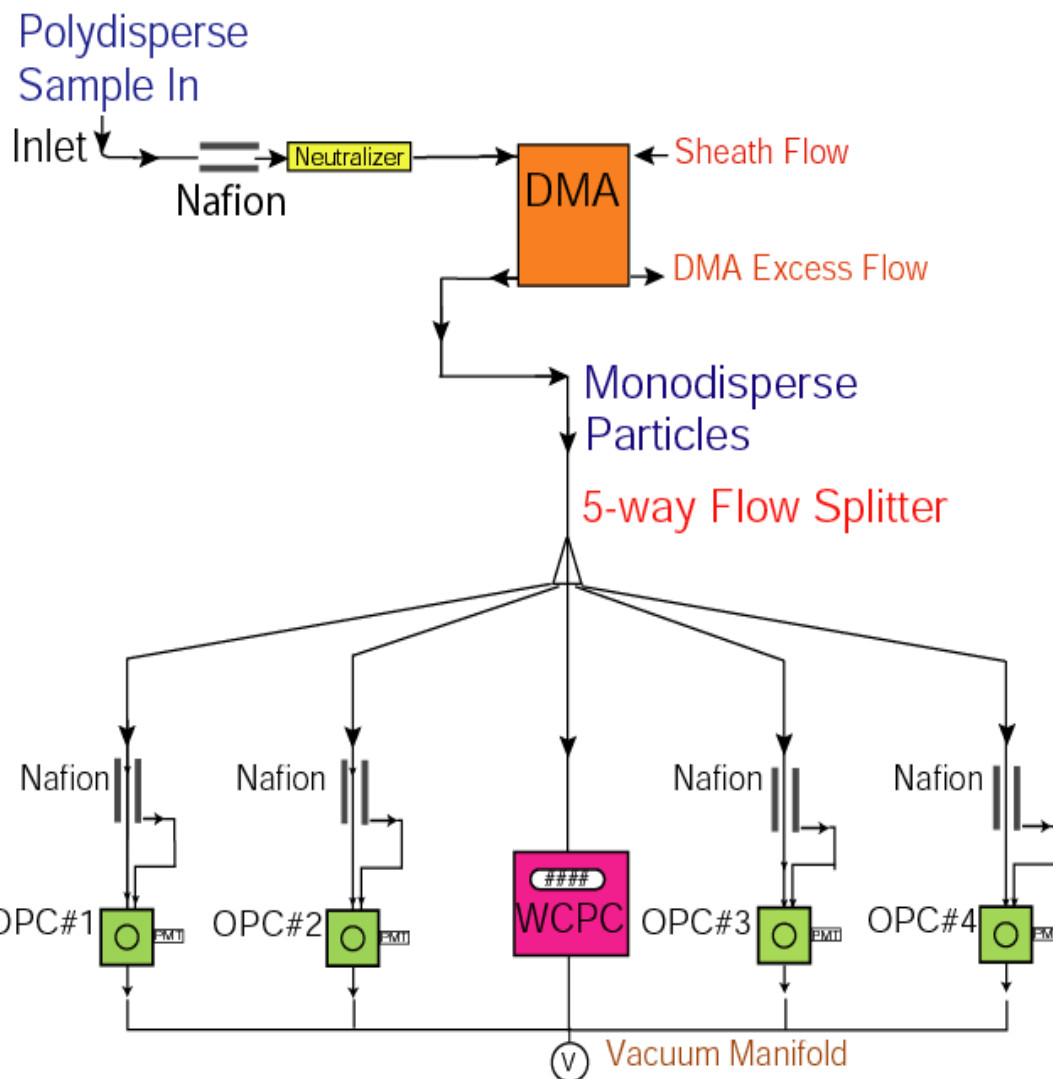 Polydisperse
Sample In
Inlet
Nafion
Neutralizer
DMA
Sheath Flow
DMA Excess Flow
Monodisperse
Particles
5-way Flow Splitter
Nafion
Nafion
Nafion
Nafion
####
OPC#1
PMT
OPC#2
PMT
WCPC
OPC#3
PMT
OPC#4
PM
V
Vacuum Manifold